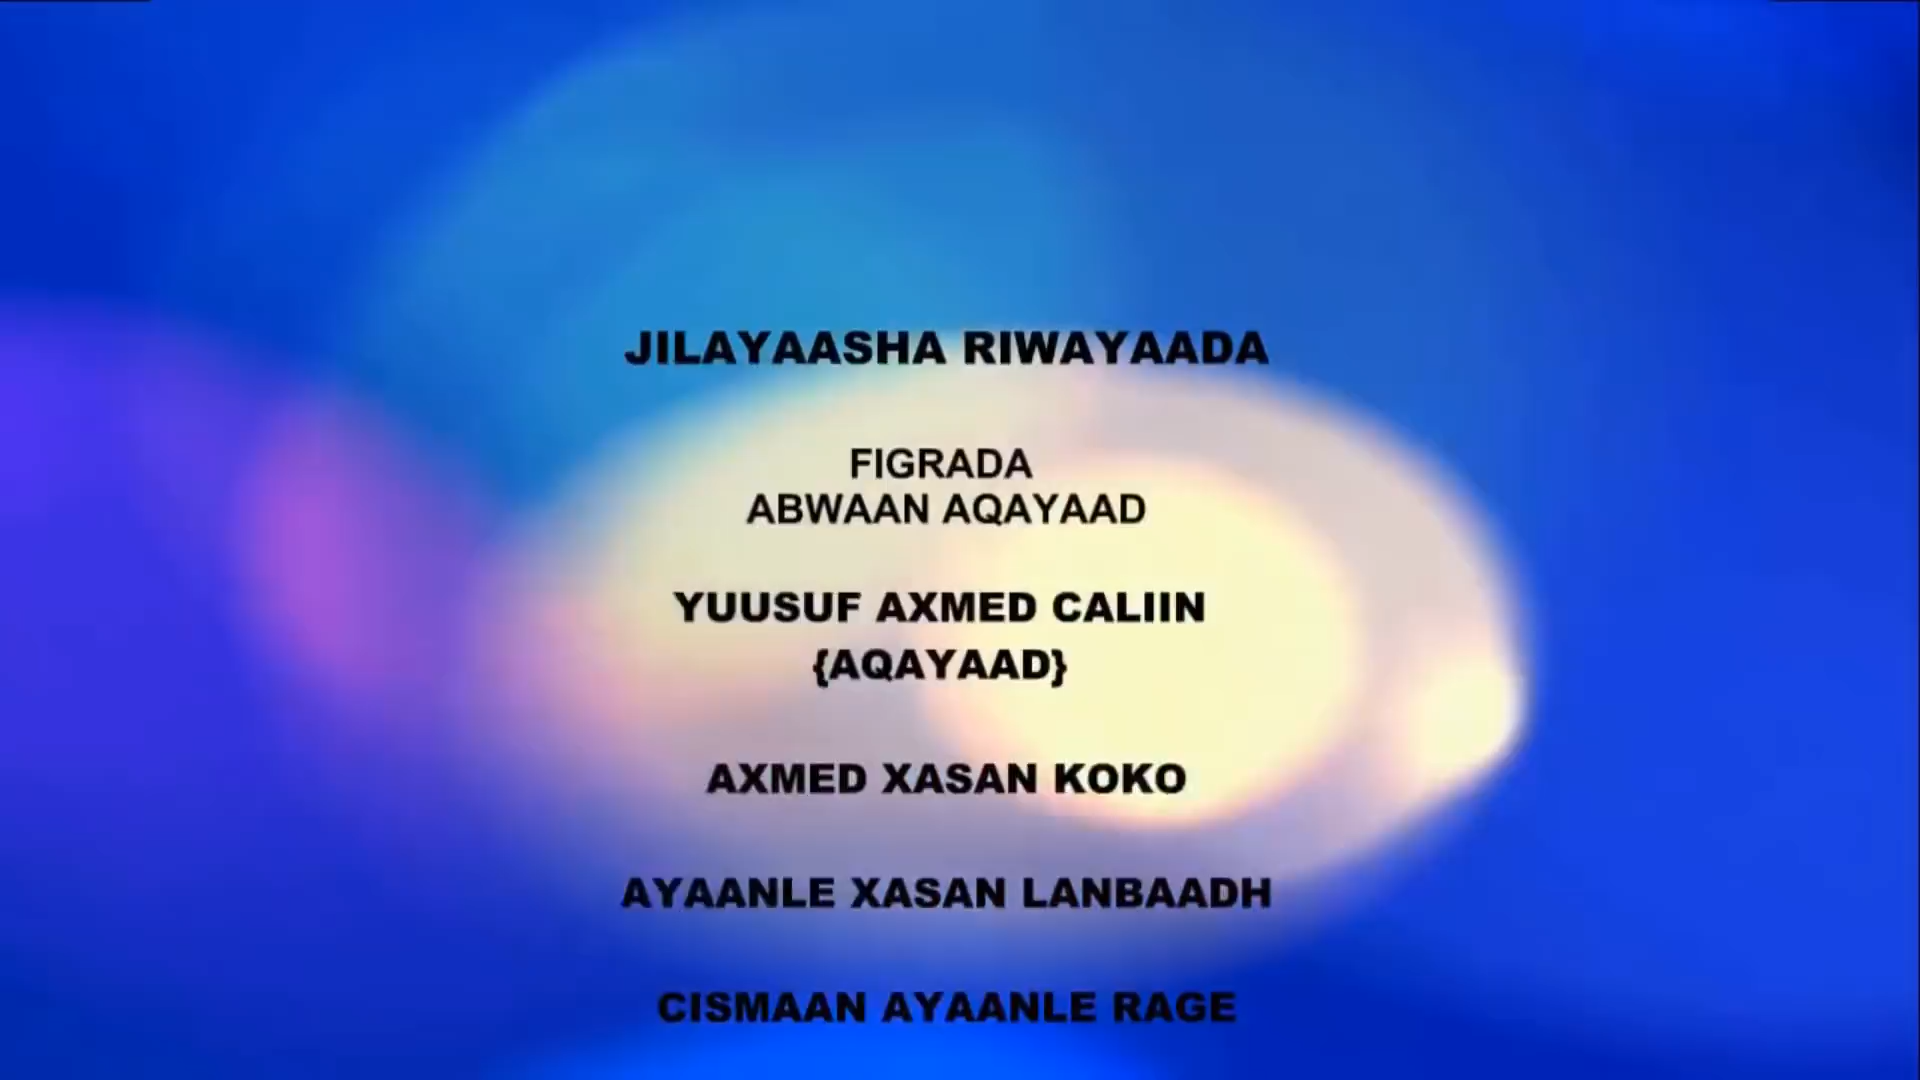 JILAYAASHA RIWAYAADA
FIGRADA
ABWAAN AQAYAAD
YUUSUF AXMED CALIIN
{AQAYAAD}
AXMED XASAN KOKO
AYAANLE XASAN LANBAADH
CISMAAN AYAANLE RAGE